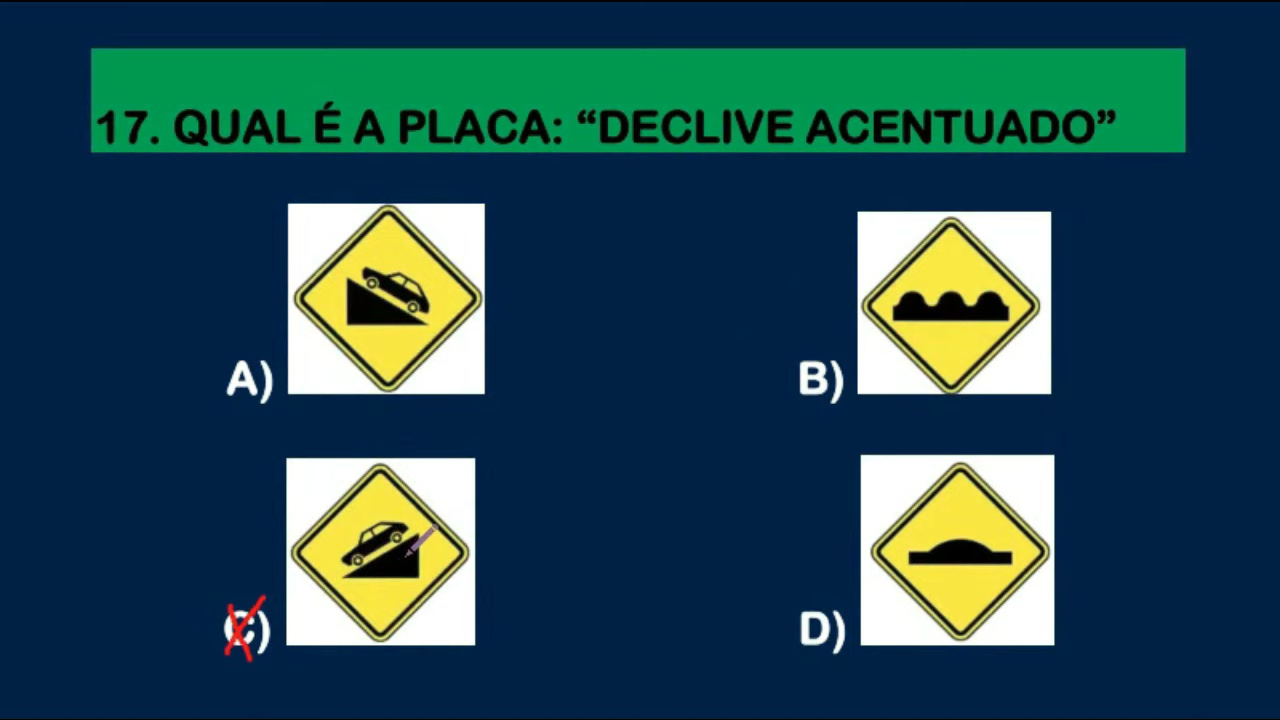 17. QUAL É A PLACA: “DECLIVE ACENTUADO”
A)
B)
C)
D)